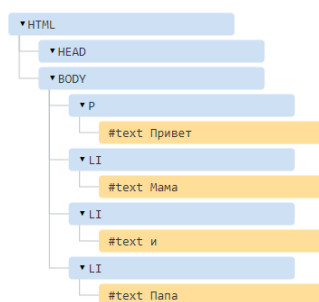 HTML
HEAD
BODY
P
#text Привет
LI
#text Мама
LI
#text и
LI
#text Папа